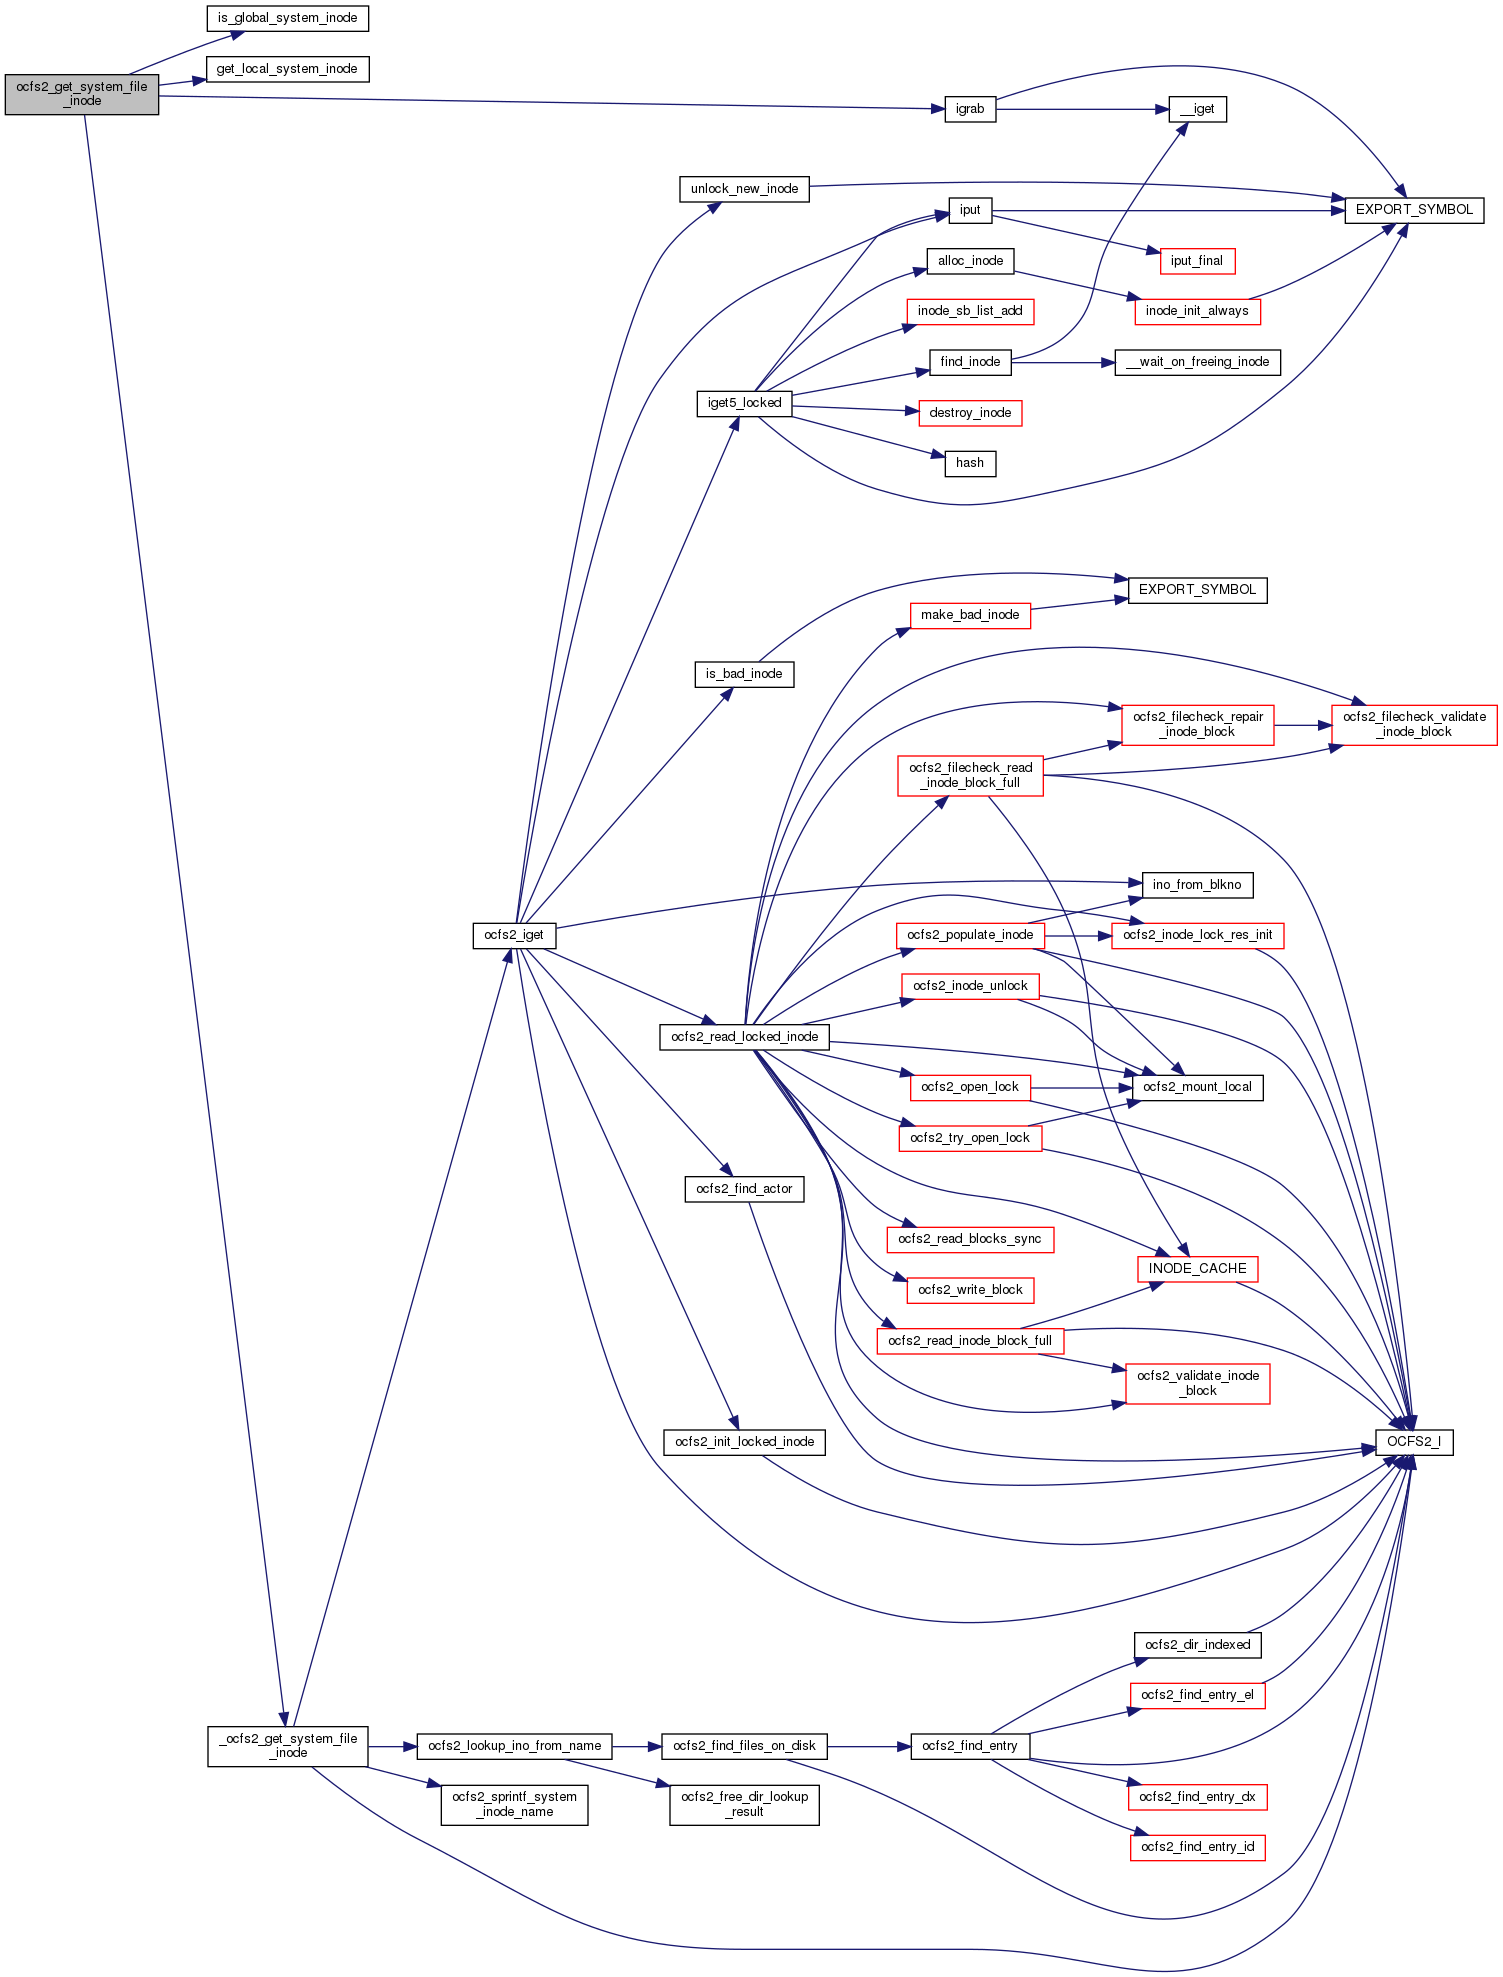 is_global_system_inode
get_local_system_inode
ocfs2_get_system_file
_inode
igrab
__iget
unlock_new_inode
iput
EXPORT_SYMBOL
alloc_inode
iput_final
inode_sb_list_add
inode_init_always
find_inode
__wait_on_freeing_inode
iget5_locked
destroy_inode
hash
EXPORT_SYMBOL
make_bad_inode
is_bad_inode
ocfs2_filecheck_repair
_inode_block
ocfs2_filecheck_validate
_inode_block
ocfs2_filecheck_read
_inode_block_full
ino_from_blkno
ocfs2_iget
ocfs2_populate_inode
ocfs2_inode_lock_res_init
ocfs2_inode_unlock
ocfs2_read_locked_inode
ocfs2_open_lock
ocfs2_mount_local
ocfs2_try_open_lock
ocfs2_find_actor
ocfs2_read_blocks_sync
INODE_CACHE
ocfs2_write_block
ocfs2_read_inode_block_full
ocfs2_validate_inode
_block
ocfs2_init_locked_inode
OCFS2_I
ocfs2_dir_indexed
ocfs2_find_entry_el
_ocfs2_get_system_file
_inode
ocfs2_lookup_ino_from_name
ocfs2_find_files_on_disk
ocfs2_find_entry
ocfs2_sprintf_system
_inode_name
ocfs2_free_dir_lookup
_result
ocfs2_find_entry_dx
ocfs2_find_entry_id